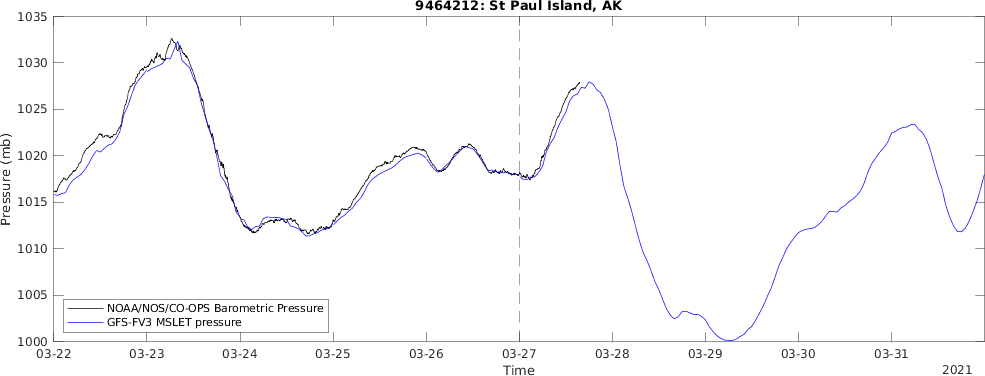 9464212: St Paul Island, AK
Pressure (mb)
1035
1030
1025
1020
1015
1010
1005
1000
NOAA/NOS/CO-OPS Barometric Pressure
GFS-FV3 MSLET pressure
03-22 03-23 03-24 03-25 03-26 03-27 03-28 03-29 03-30 03-31
Time
2021